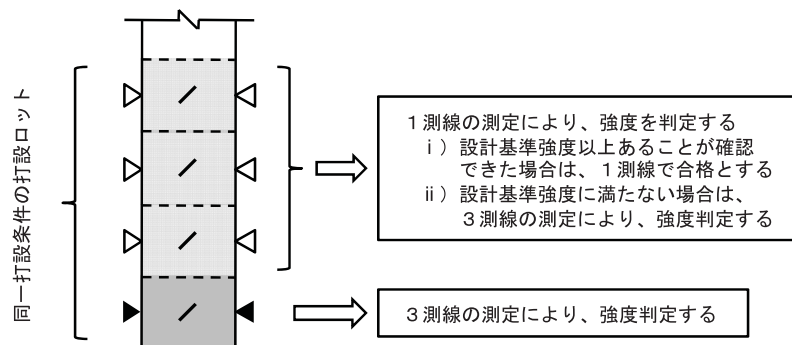 同一打設条件の打設ロット
１測線の測定により、強度を判定する
ⅰ）設計基準強度以上あることが確認
できた場合は、１測線で合格とする
ⅱ）設計基準強度に満たない場合は、
３測線の測定により、強度判定する
３測線の測定により、強度判定する